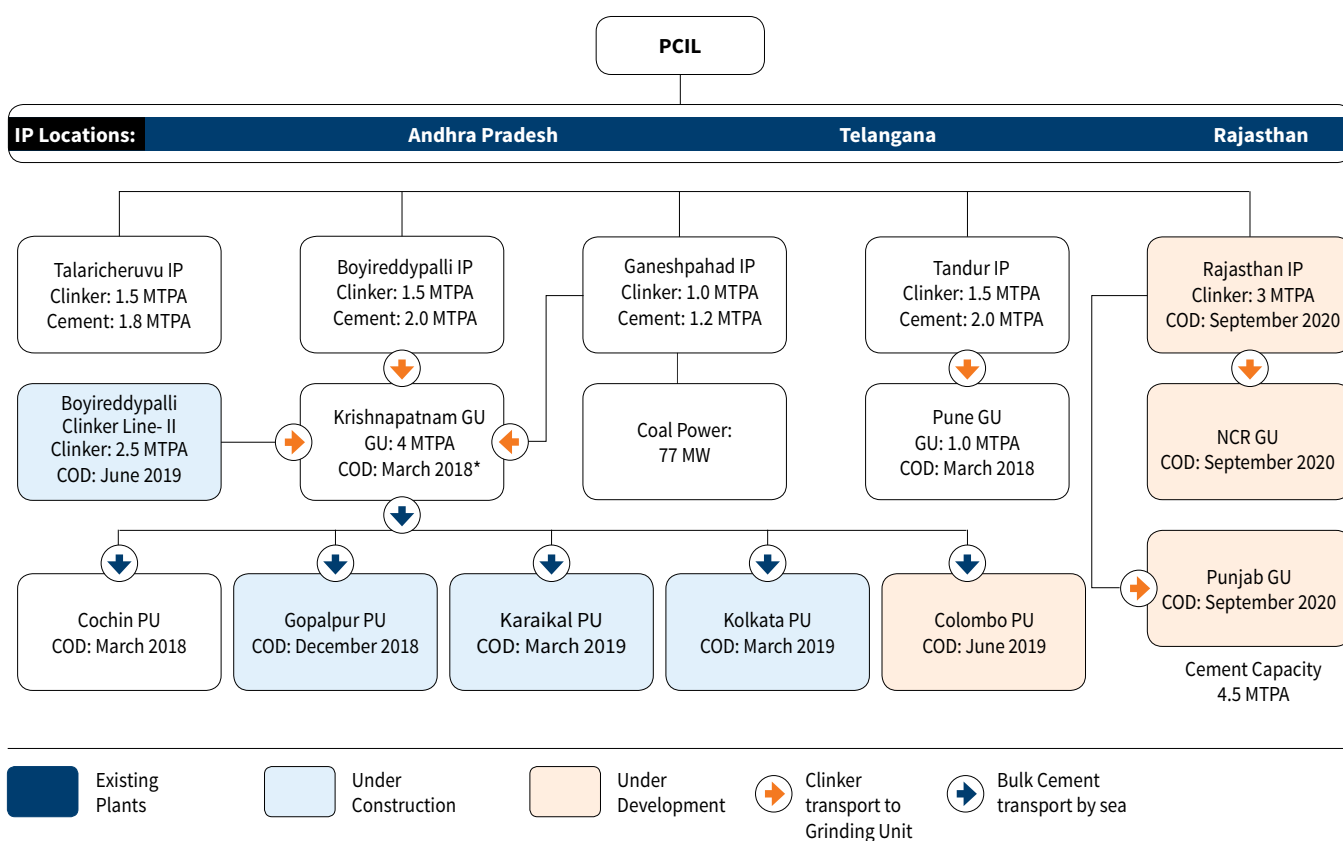 PCIL
IP Locations:
Andhra Pradesh
Telangana
Rajasthan
Talaricheruvu IP
Clinker: 1.5 MTPA
Cement: 1.8 MTPA
Boyireddypalli IP
Clinker: 1.5 MTPA
Cement: 2.0 MTPA
Ganeshpahad IP
Clinker: 1.0 MTPA
Cement: 1.2 MTPA
Tandur IP
Clinker: 1.5 MTPA
Cement: 2.0 MTPA
Rajasthan IP
Clinker: 3 MTPA
COD: September 2020
Boyireddypalli
Clinker Line- II
Clinker: 2.5 MTPA
COD: June 2019
Krishnapatnam GU
GU: 4 MTPA
COD: March 2018*
Coal Power:
77 MW
Pune GU
GU: 1.0 MTPA
COD: March 2018
NCR GU
COD: September 2020
Cochin PU
COD: March 2018
Gopalpur PU
COD: December 2018
Karaikal PU
COD: March 2019
Kolkata PU
COD: March 2019
Colombo PU
COD: June 2019
Punjab GU
COD: September 2020
Cement Capacity
4.5 MTPA
Existing
Plants
Under
Construction
Under
Development
Clinker
transport to
Grinding Unit
Bulk Cement
transport by sea